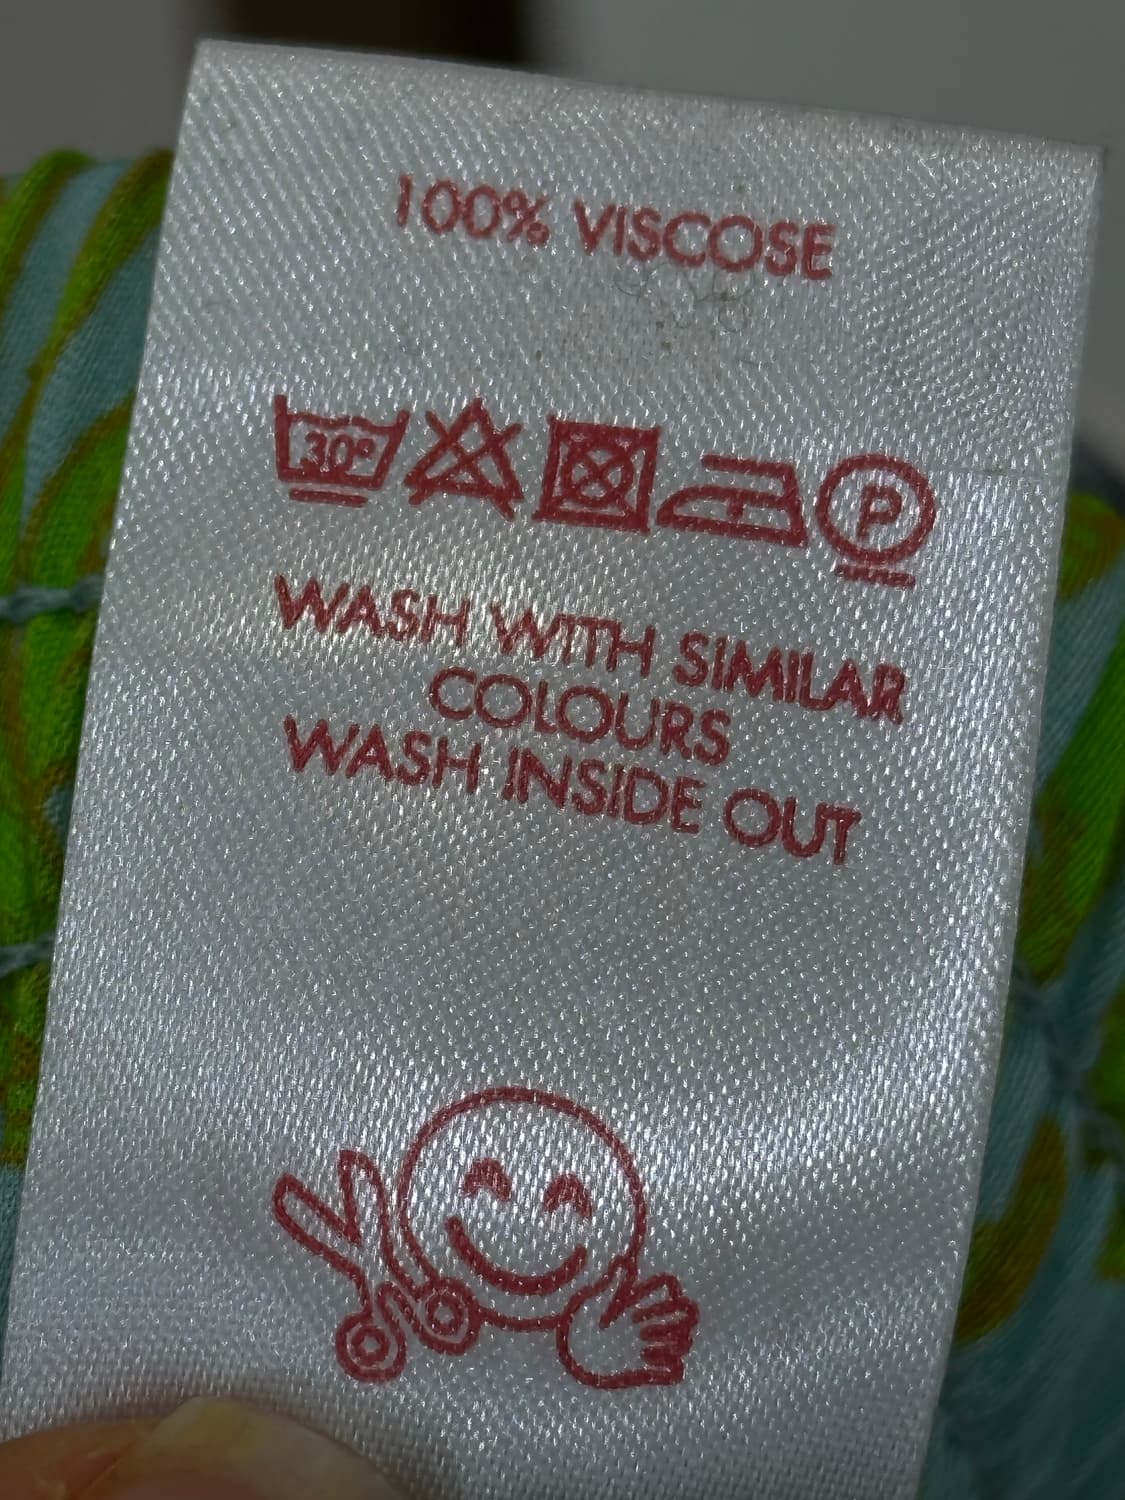 100% VISCOSE
30° P
WASH WITH SIMILAR
COLOURS
WASH INSIDE OUT